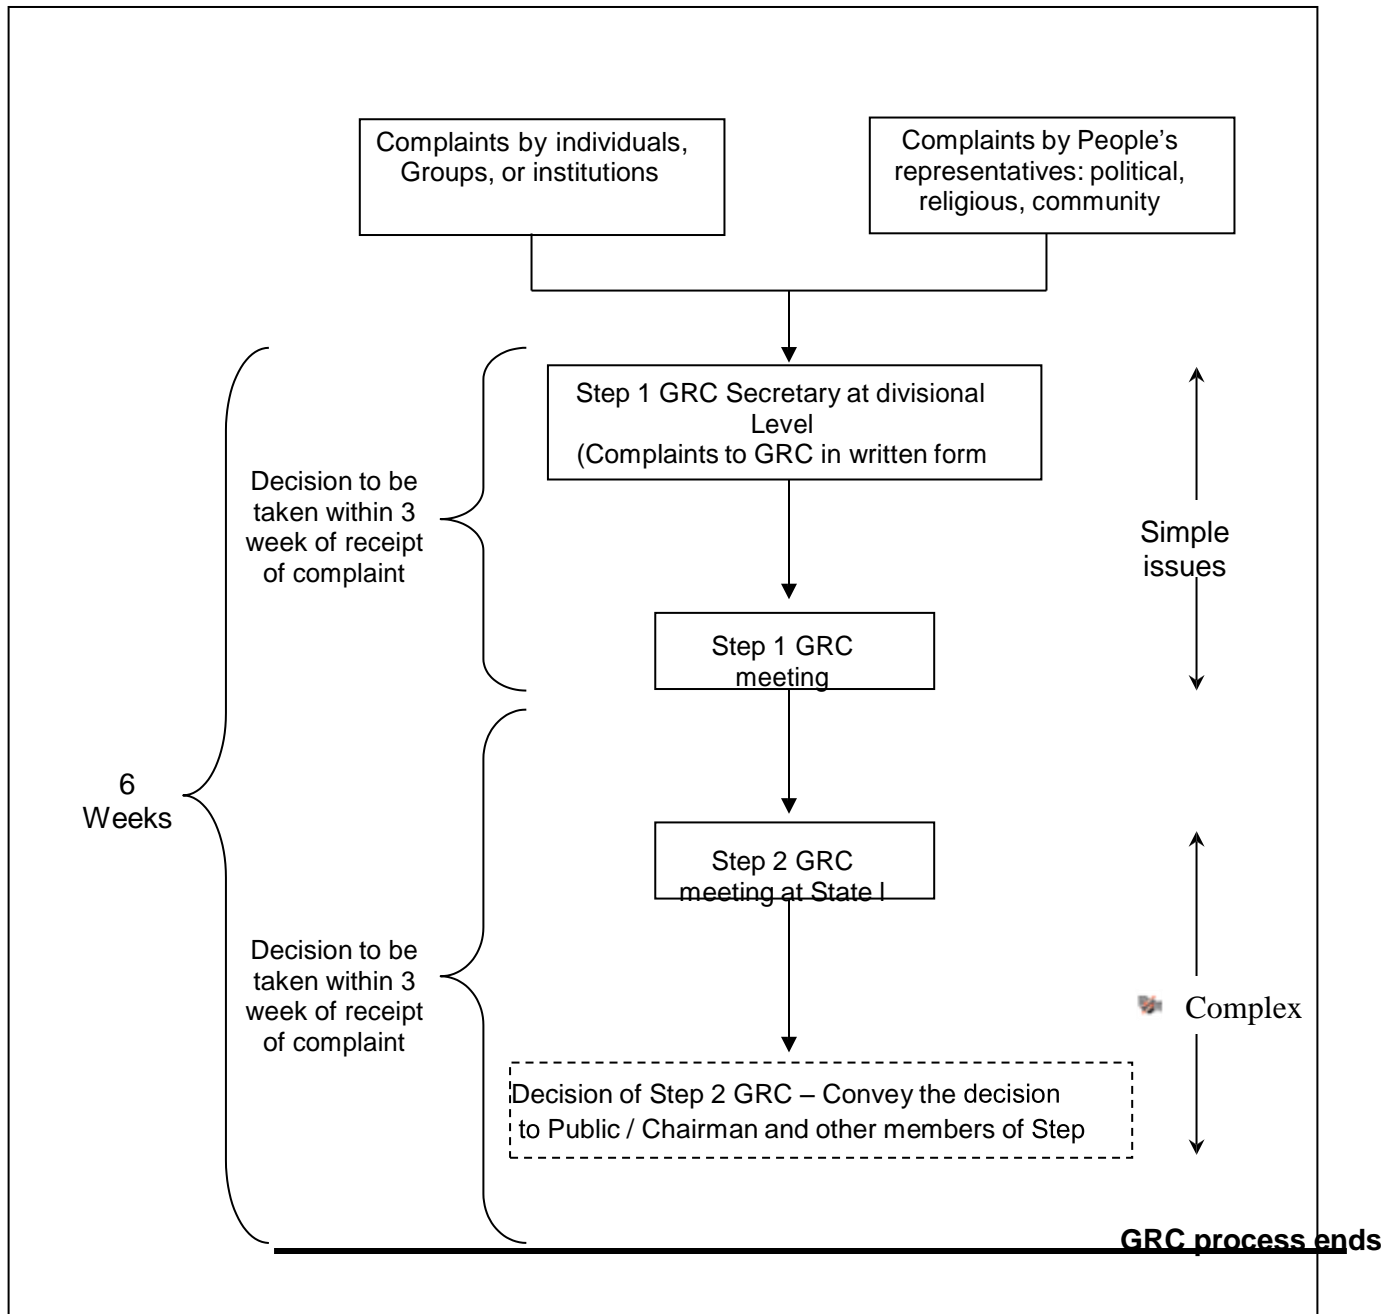 Complaints by individuals,
Groups, or institutions
Complaints by People’s
representatives: political,
religious, community
Step 1 GRC Secretary at divisional
Level
(Complaints to GRC in written form
Decision to be
taken within 3
week of receipt
of complaint
Simple
issues
Step 1 GRC
meeting
6
Weeks
Step 2 GRC
meeting at State l
Decision to be
taken within 3
week of receipt
of complaint
Complex
Decision of Step 2 GRC – Convey the decision
to Public / Chairman and other members of Step
GRC process ends